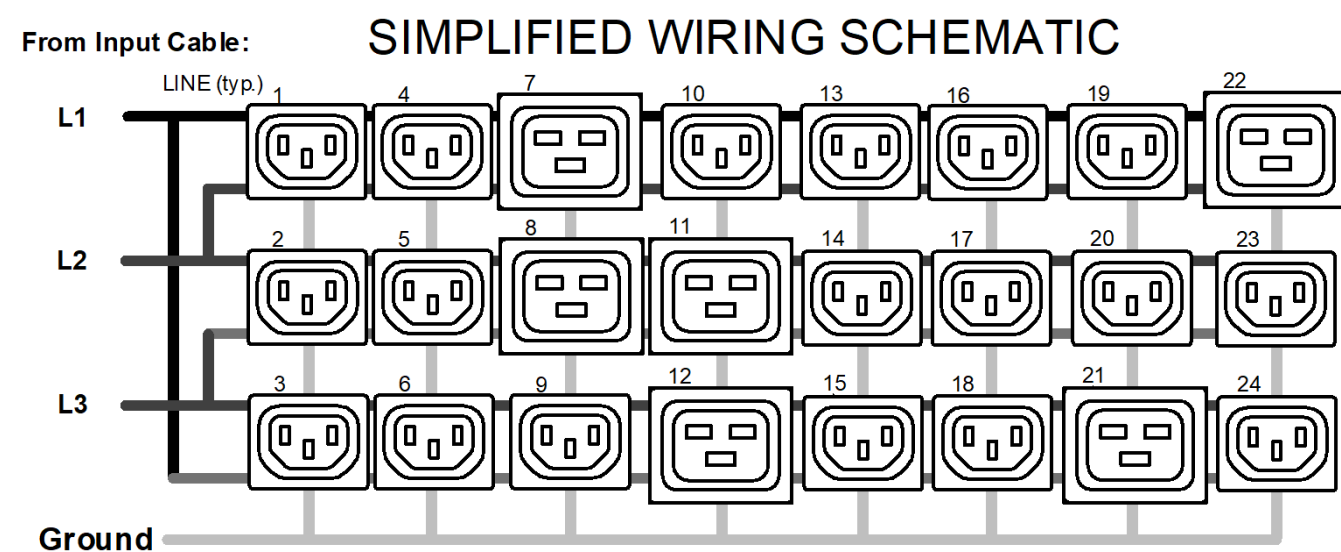 SIMPLIFIED WIRING SCHEMATIC
From Input Cable:
LINE (typ.)
1 4 7 10 13 16 19 22
L1
2 5 8 11 14 17 20 23
L2
3 6 9 12 15 18 21 24
L3
Ground